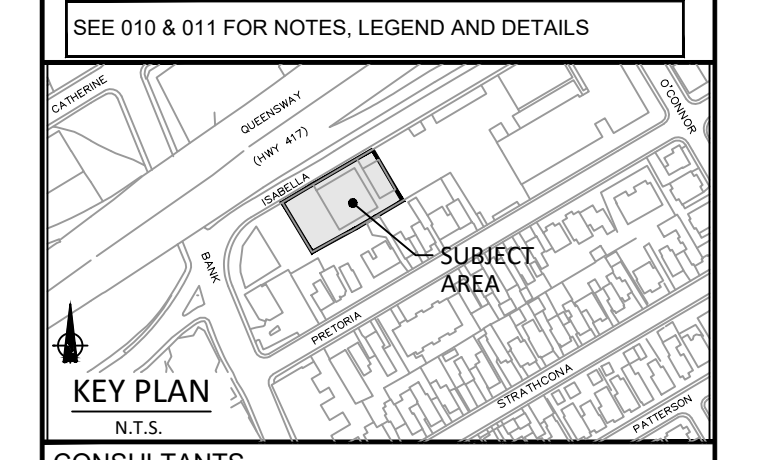 SEE 010 & 011 FOR NOTES, LEGEND AND DETAILS
CATHERINE
QUEENSWAY
(HWY 417)
O'CONNOR
ISABELLA
BANK
SUBJECT
AREA
PRETORIA
STRATHCONA
PATTERSON
KEY PLAN
N.T.S.
CONSULTANTS